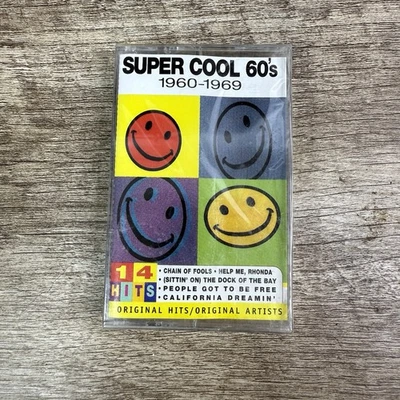 SUPER COOL 60's
1960-1969
14
HITS
• CHAIN OF FOOLS • HELP ME, RHONDA
• (SITTIN' ON) THE DOCK OF THE BAY
• PEOPLE GOT TO BE FREE
• CALIFORNIA DREAMIN'
ORIGINAL HITS/ORIGINAL ARTISTS